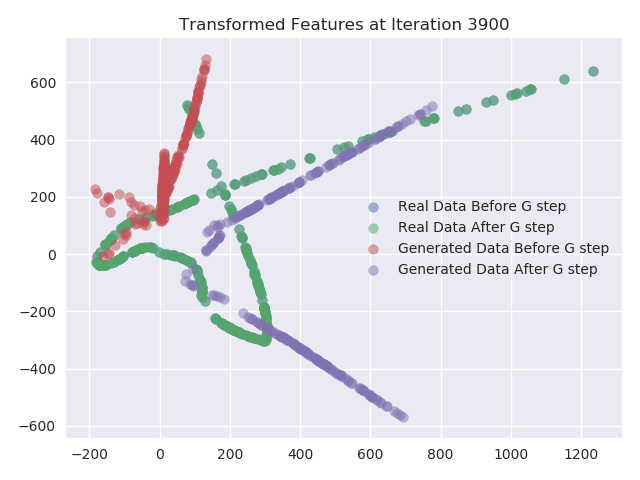 Transformed Features at Iteration 3900
600
400
200
0
−200
−400
−600
Real Data Before G step
Real Data After G step
Generated Data Before G step
Generated Data After G step
−200 0 200 400 600 800 1000 1200